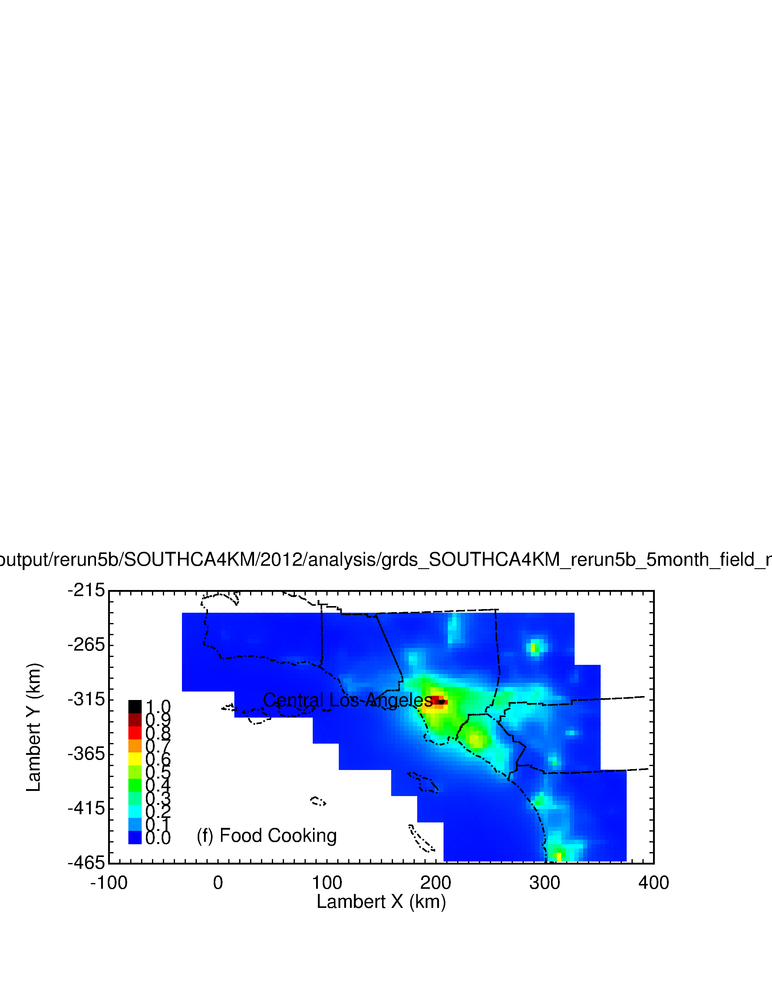 output/rerun5b/SOUTHCA4KM/2012/analysis/grds_SOUTHCA4KM_rerun5b_5month_field_
-215
-265
-315
-365
-415
-465
Lambert Y (km)
Central Los Angeles
1.0
0.9
0.8
0.7
0.6
0.5
0.4
0.3
0.2
0.1
0.0
(f) Food Cooking
-100 0 100 200 300 400
Lambert X (km)